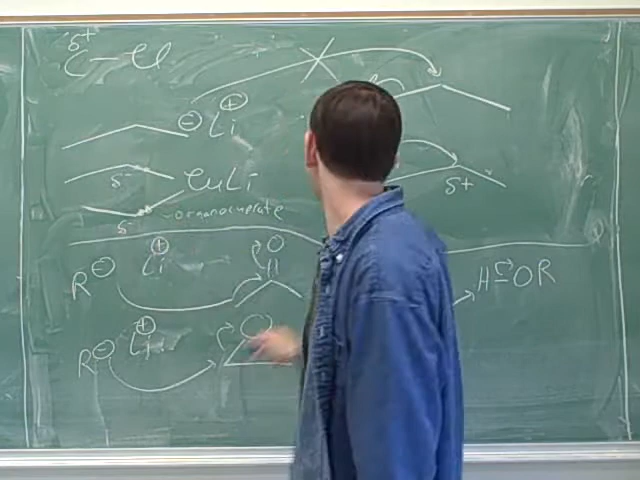 δ+
C—Cl
⊖ Li ⊕
δ- CuLi
δ+
δ- -organocuprate
R⊖ Li⊕ O
H—OR
R⊖ Li⊕ O